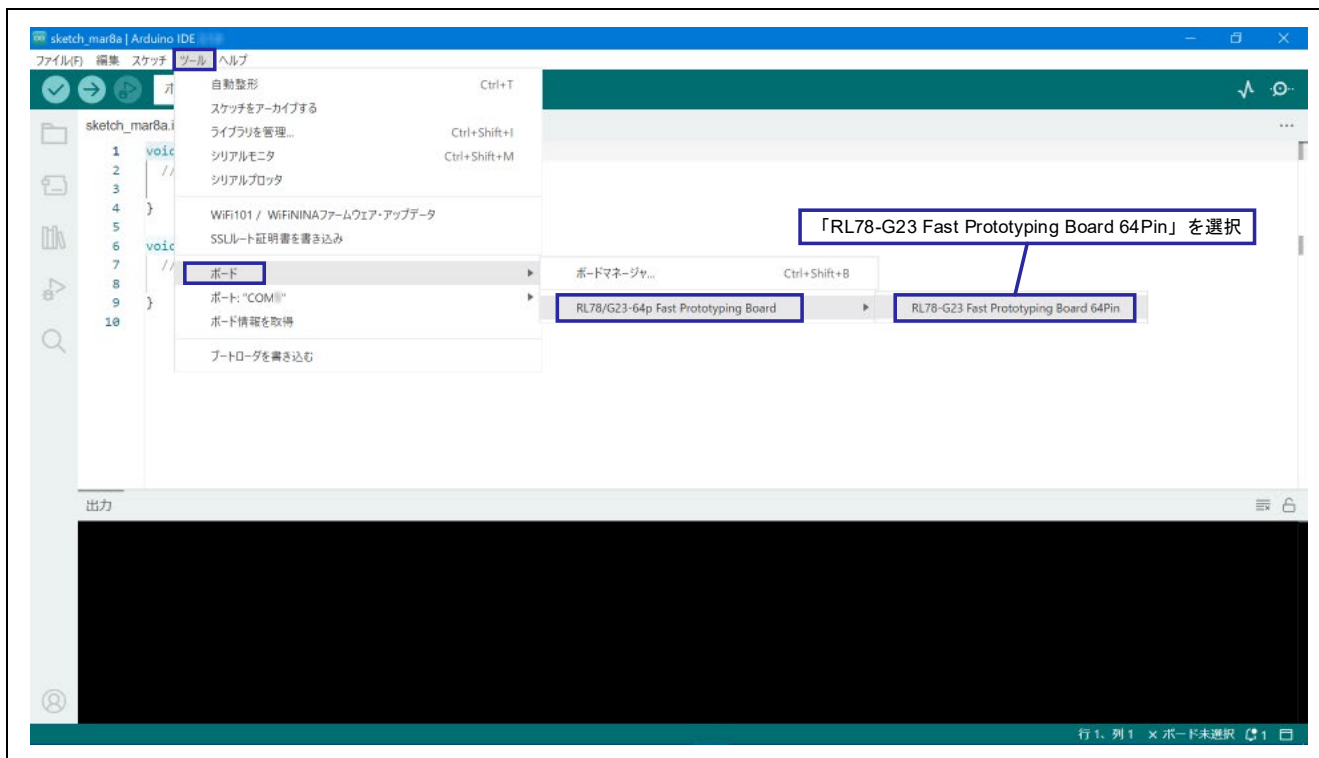 sketch_mar8a | Arduino IDE
ファイル(F) 編集 スケッチ ツール ヘルプ
自動整形 Ctrl+T
スケッチをアーカイブする
ライブラリを管理... Ctrl+Shift+I
シリアルモニタ Ctrl+Shift+M
シリアルプロッタ
WiFi101 / WiFiNINAファームウェア・アップデータ
SSLルート証明書を書き込み
ボード
ポート: "COM"
ボード情報を取得
ブートローダを書き込む
ボードマネージャ... Ctrl+Shift+B
RL78/G23-64p Fast Prototyping Board
RL78-G23 Fast Prototyping Board 64Pin
「RL78-G23 Fast Prototyping Board 64Pin」を選択
sketch_mar8a.i
1 voic
2 //
3
4 }
5
6 voic
7 //
8
9 }
10
出力
行 1、列 1 × ボード未選択 1